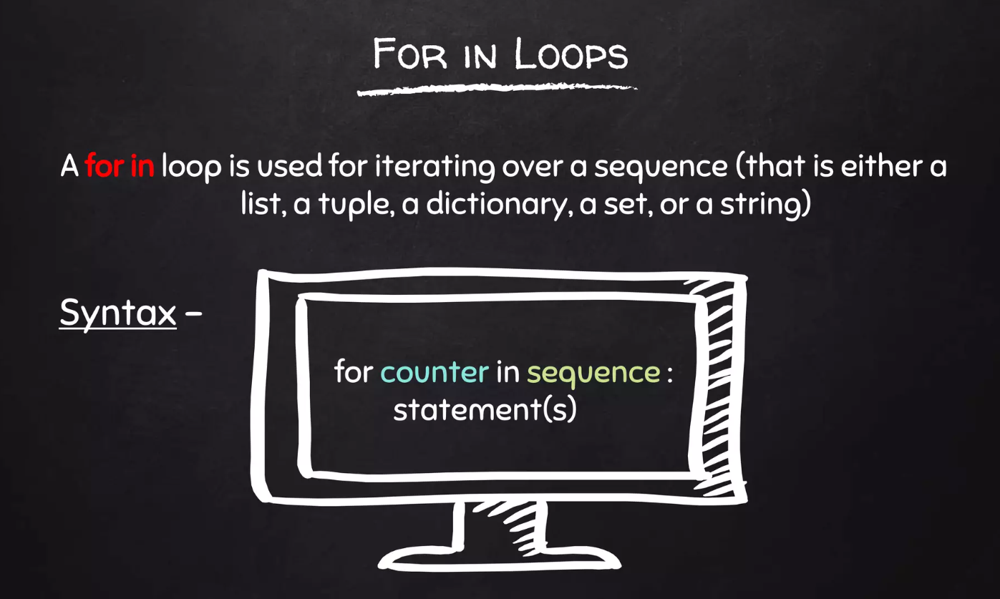 For in Loops
A for in loop is used for iterating over a sequence (that is either a
list, a tuple, a dictionary, a set, or a string)
Syntax -
for counter in sequence :
statement(s)